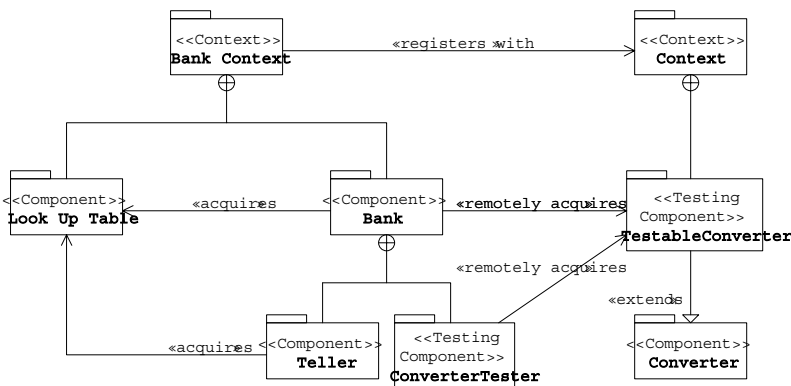 <<Context>>
Bank Context
«registers »with
<<Context>>
Context
<<Component>>
Look Up Table
«acquires»
<<Component>>
Bank
«remotely acquires»
<<Testing
Component>>
TestableConverter
«remotely acquires»
«extends»
«acquires»
<<Component>>
Teller
<<Testing
Component>>
ConverterTester
<<Component>>
Converter